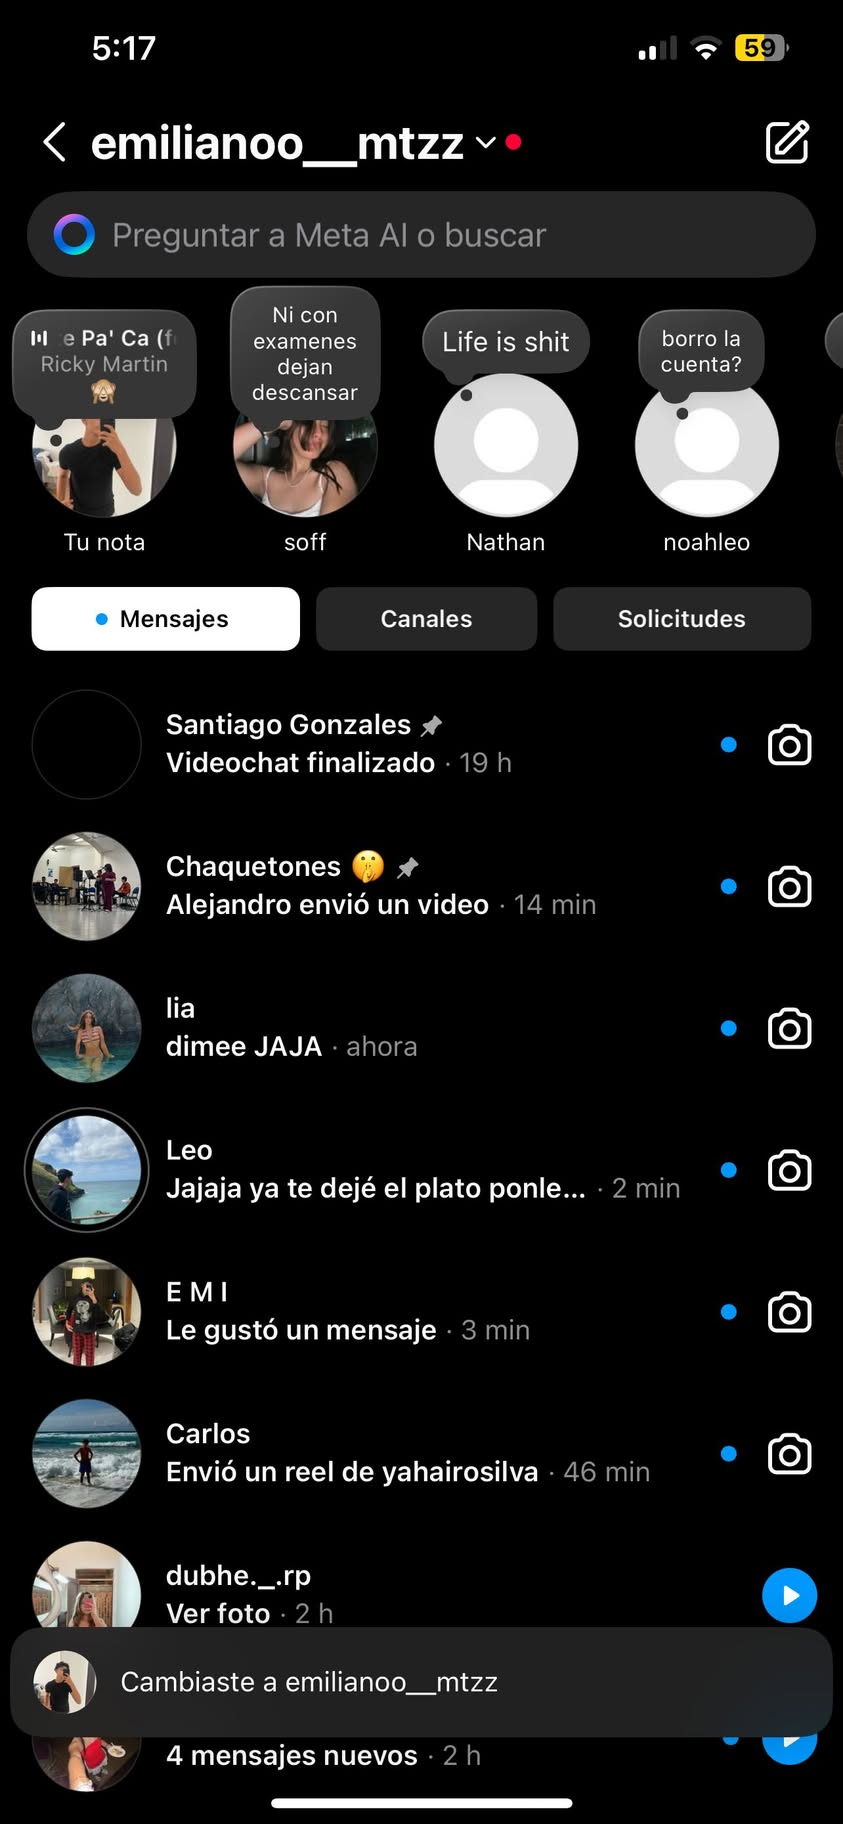 5:17
59
emilianoo__mtzz
Preguntar a Meta AI o buscar
e Pa' Ca (f
Ricky Martin
Ni con
examenes
dejan
descansar
Life is shit
borro la
cuenta?
Tu nota
soff
Nathan
noahleo
Mensajes
Canales
Solicitudes
Santiago Gonzales
Videochat finalizado · 19 h
Chaquetones 🤫
Alejandro envió un video · 14 min
lia
dimee JAJA · ahora
Leo
Jajaja ya te dejé el plato ponle... · 2 min
E M I
Le gustó un mensaje · 3 min
Carlos
Envió un reel de yahairosilva · 46 min
dubhe._.rp
Ver foto · 2 h
Cambiaste a emilianoo__mtzz
4 mensajes nuevos · 2 h